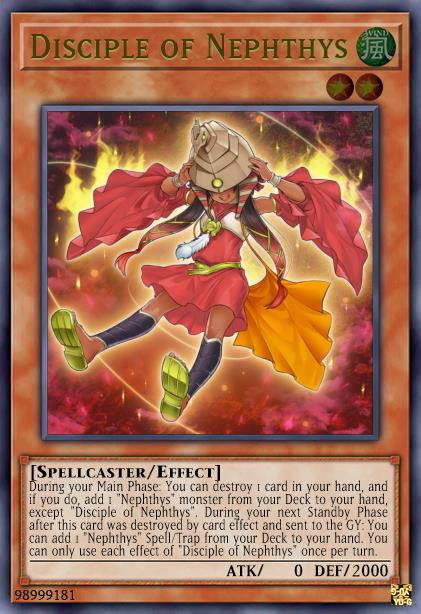 DISCIPLE OF NEPHTHYS
WIND
風
[SPELLCASTER/EFFECT]
During your Main Phase: You can destroy 1 card in your hand, and
if you do, add 1 "Nephthys" monster from your Deck to your hand,
except "Disciple of Nephthys". During your next Standby Phase
after this card was destroyed by card effect and sent to the GY: You
can add 1 "Nephthys" Spell/Trap from your Deck to your hand. You
can only use each effect of "Disciple of Nephthys" once per turn.
ATK/ 0 DEF/2000
98999181